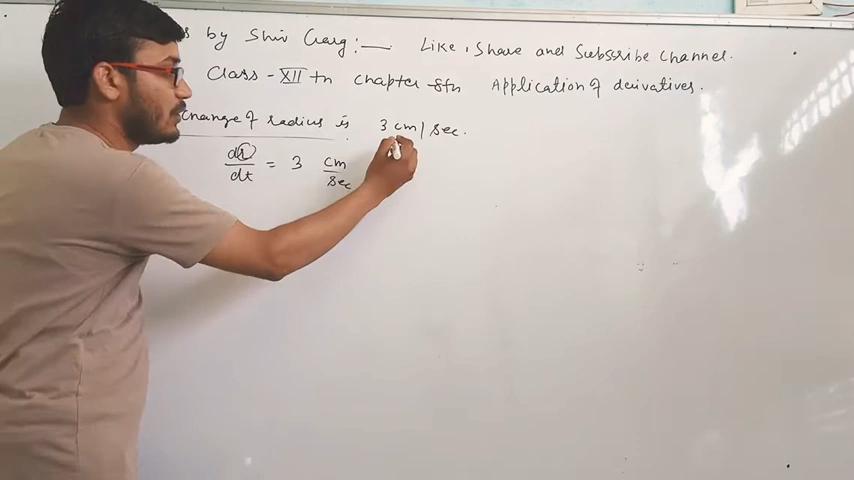 by Shiv Garg:— Like, Share and Subscribe Channel.
Class - XII th Chapter 6th Application of derivatives.
Change of radius is 3 cm/sec.
dr/dt = 3 cm/sec